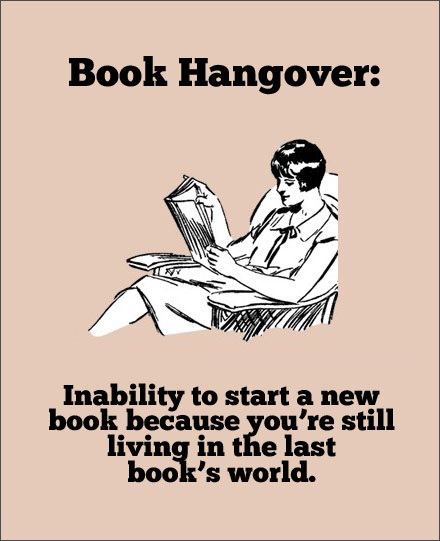 Book Hangover:
Inability to start a new
book because you're still
living in the last
book's world.